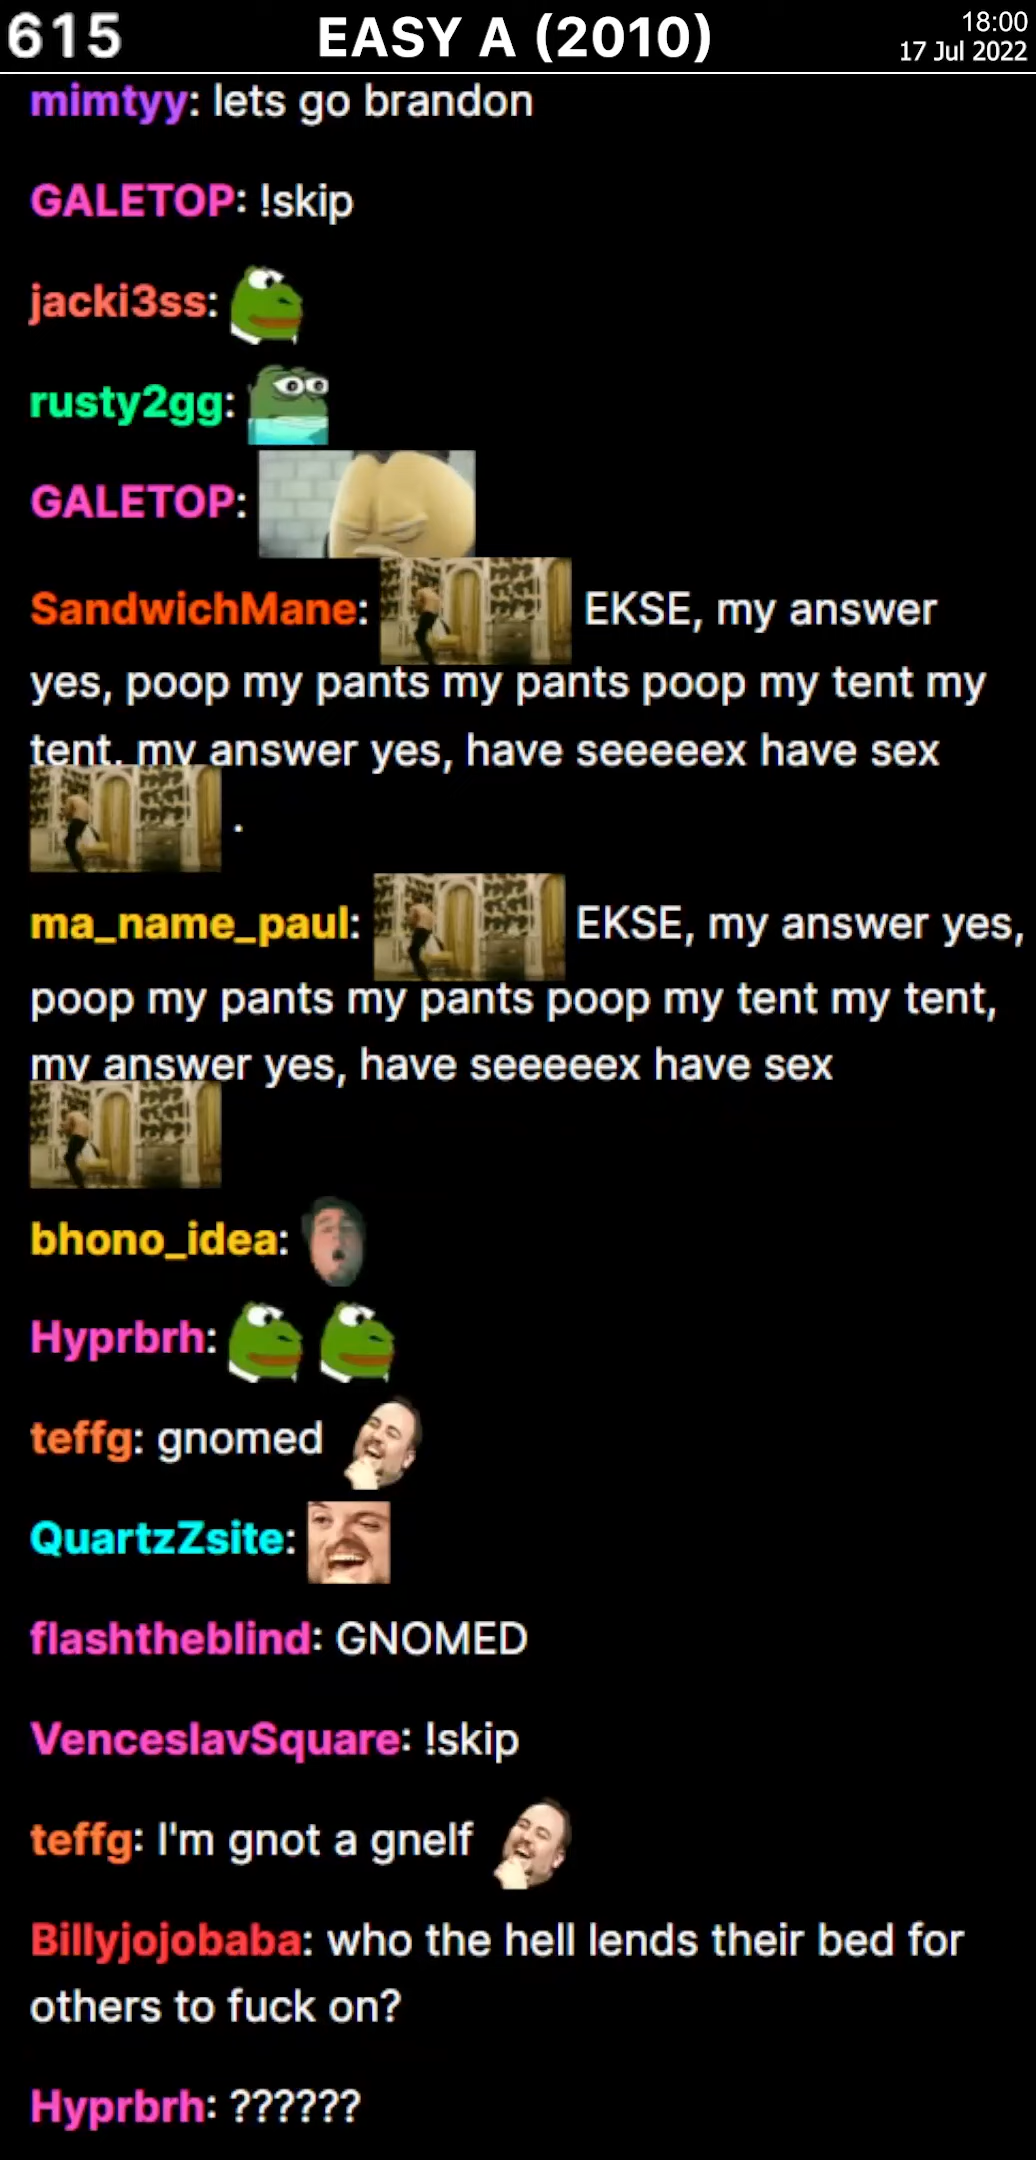 615
EASY A (2010)
18:00
17 Jul 2022
mimtyy: lets go brandon
GALETOP: !skip
jacki3ss:
rusty2gg:
GALETOP:
SandwichMane: EKSE, my answer
yes, poop my pants my pants poop my tent my
tent, my answer yes, have seeeeex have sex
.
ma_name_paul: EKSE, my answer yes,
poop my pants my pants poop my tent my tent,
my answer yes, have seeeeex have sex
bhono_idea:
Hyprbrh:
teffg: gnomed
QuartzZsite:
flashtheblind: GNOMED
VenceslavSquare: !skip
teffg: I'm gnot a gnelf
Billyjojobaba: who the hell lends their bed for
others to fuck on?
Hyprbrh: ??????